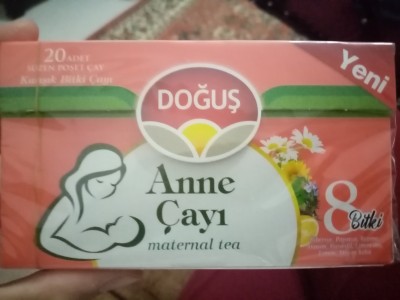 20 ADET
SÜZEN POŞET ÇAY
Karışık Bitki Çayı
Yeni
DOĞUŞ
Anne
Çayı
maternal tea
8
Bitki